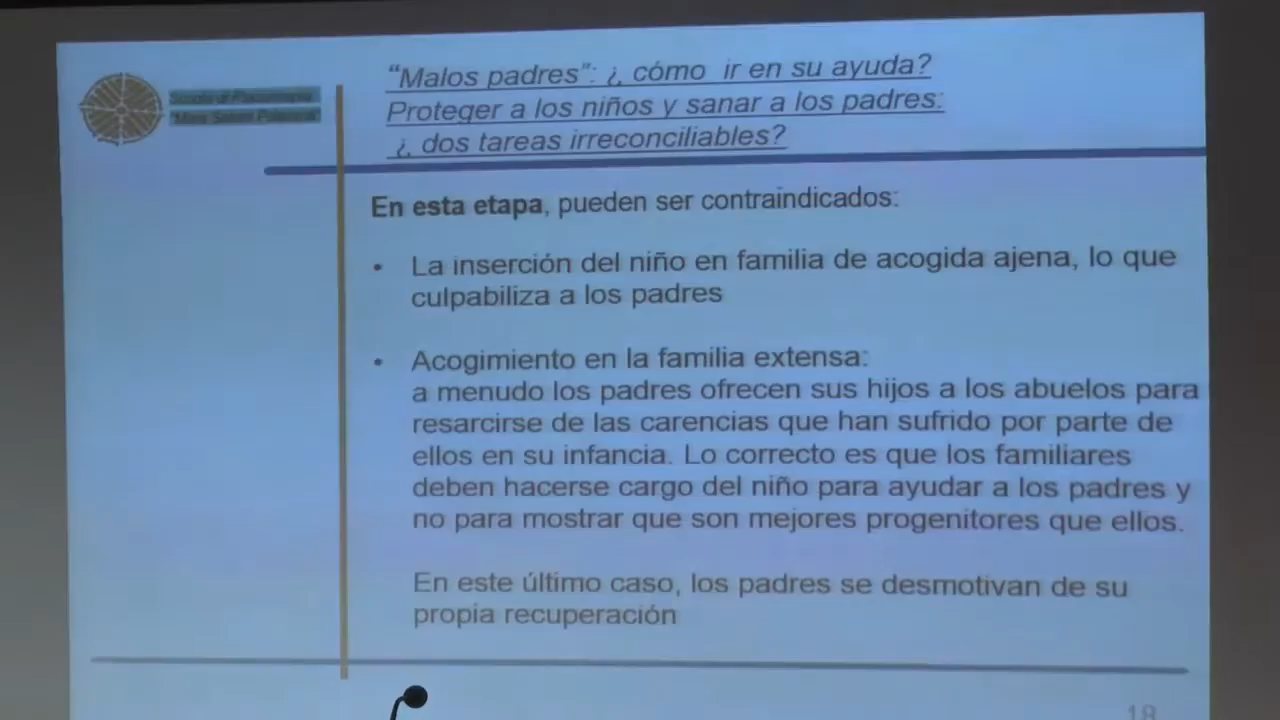 “Malos padres”: ¿ cómo ir en su ayuda?
Proteger a los niños y sanar a los padres:
¿ dos tareas irreconciliables?
En esta etapa, pueden ser contraindicados:
• La inserción del niño en familia de acogida ajena, lo que
culpabiliza a los padres
• Acogimiento en la familia extensa:
a menudo los padres ofrecen sus hijos a los abuelos para
resarcirse de las carencias que han sufrido por parte de
ellos en su infancia. Lo correcto es que los familiares
deben hacerse cargo del niño para ayudar a los padres y
no para mostrar que son mejores progenitores que ellos.
En este último caso, los padres se desmotivan de su
propia recuperación
18